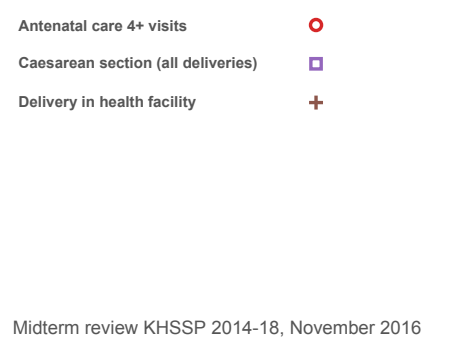 Antenatal care 4+ visits
Caesarean section (all deliveries)
Delivery in health facility
Midterm review KHSSP 2014-18, November 2016